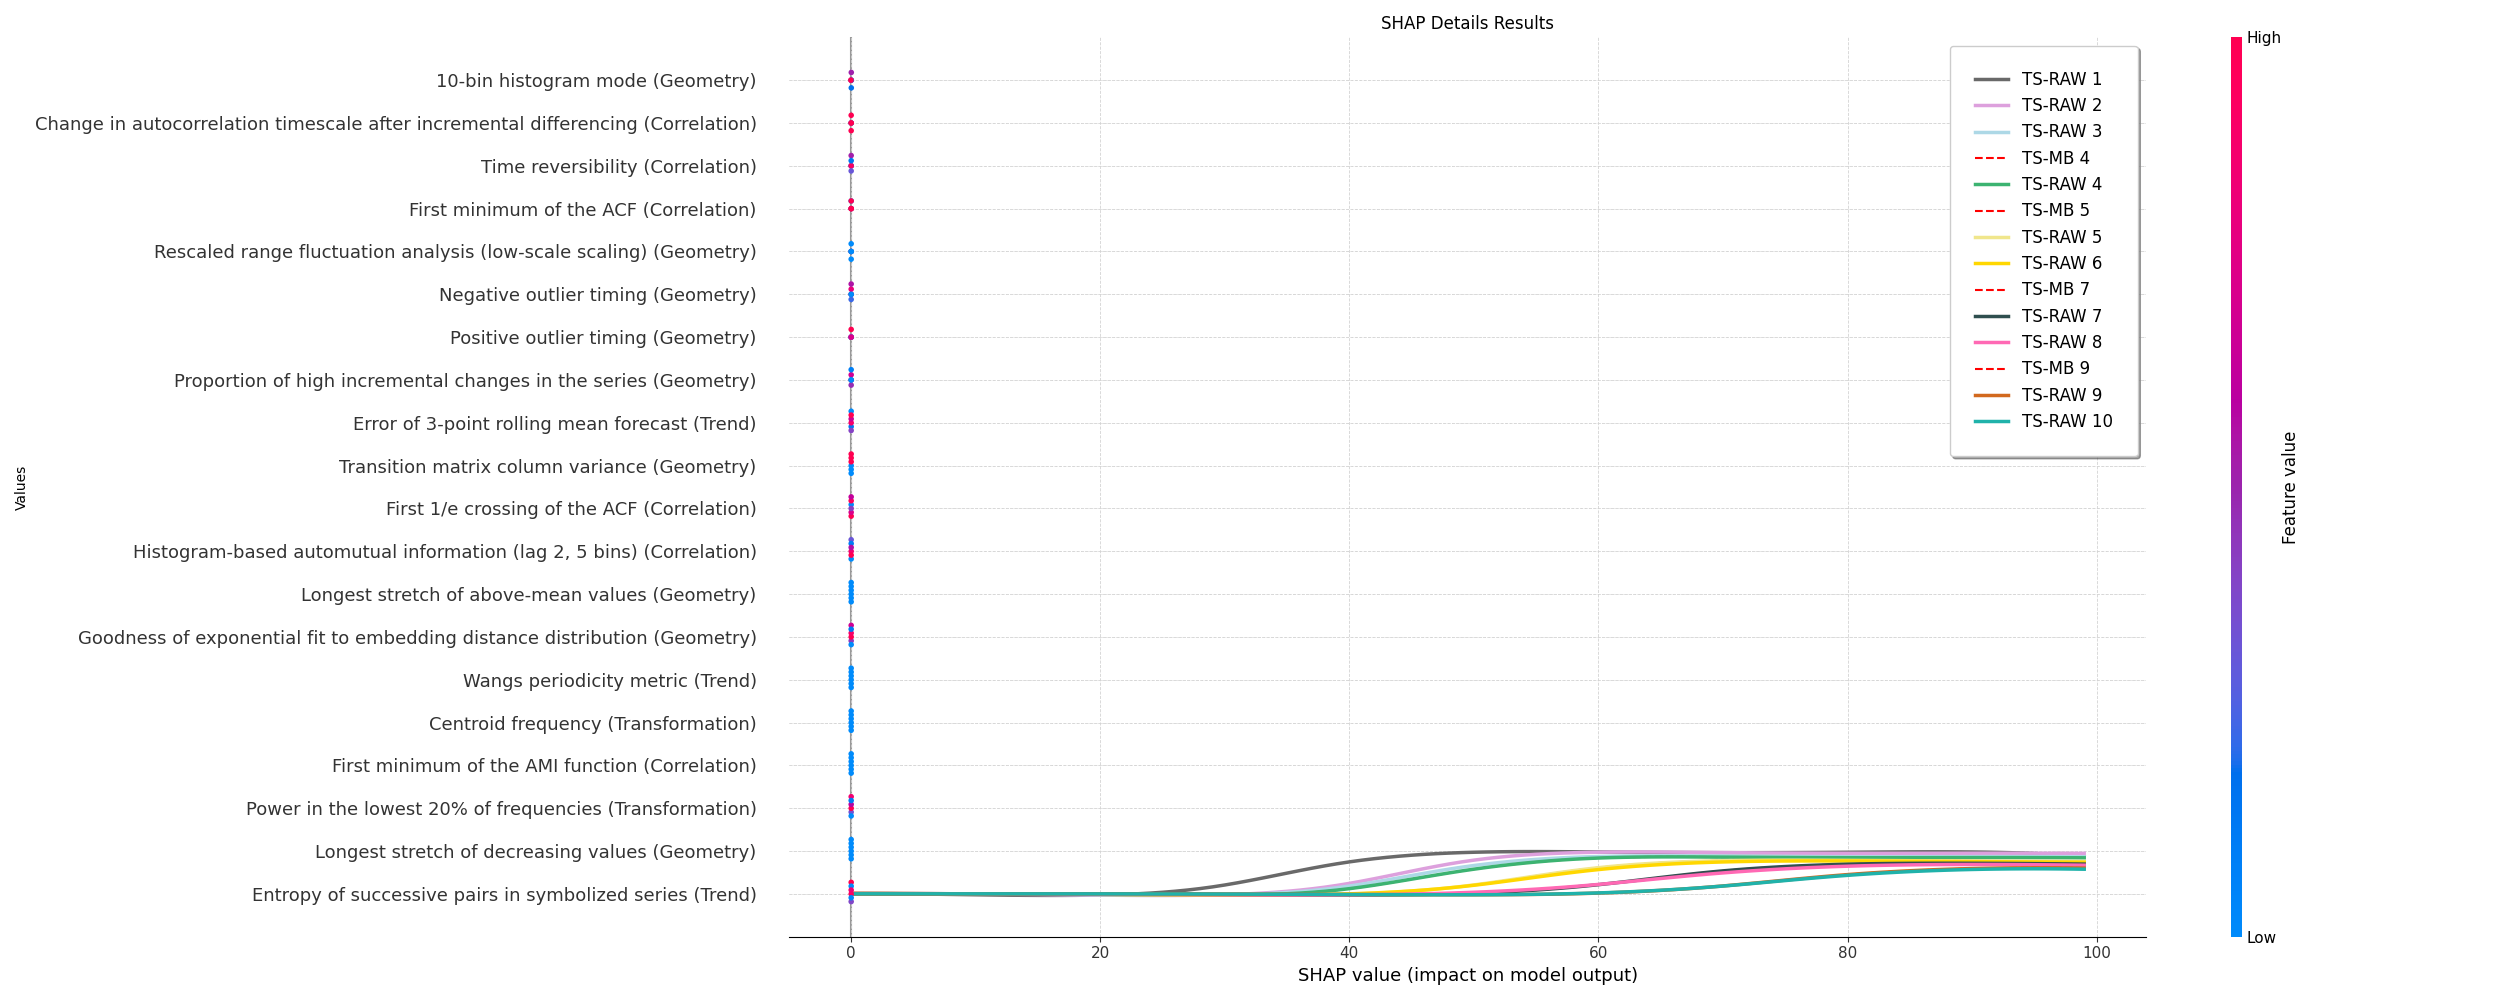 SHAP Details Results
10-bin histogram mode (Geometry)
Change in autocorrelation timescale after incremental differencing (Correlation)
Time reversibility (Correlation)
First minimum of the ACF (Correlation)
Rescaled range fluctuation analysis (low-scale scaling) (Geometry)
Negative outlier timing (Geometry)
Positive outlier timing (Geometry)
Proportion of high incremental changes in the series (Geometry)
Error of 3-point rolling mean forecast (Trend)
Transition matrix column variance (Geometry)
First 1/e crossing of the ACF (Correlation)
Histogram-based automutual information (lag 2, 5 bins) (Correlation)
Longest stretch of above-mean values (Geometry)
Goodness of exponential fit to embedding distance distribution (Geometry)
Wangs periodicity metric (Trend)
Centroid frequency (Transformation)
First minimum of the AMI function (Correlation)
Power in the lowest 20% of frequencies (Transformation)
Longest stretch of decreasing values (Geometry)
Entropy of successive pairs in symbolized series (Trend)
Values
0
20
40
60
80
100
SHAP value (impact on model output)
TS-RAW 1
TS-RAW 2
TS-RAW 3
TS-MB 4
TS-RAW 4
TS-MB 5
TS-RAW 5
TS-RAW 6
TS-MB 7
TS-RAW 7
TS-RAW 8
TS-MB 9
TS-RAW 9
TS-RAW 10
High
Low
Feature value